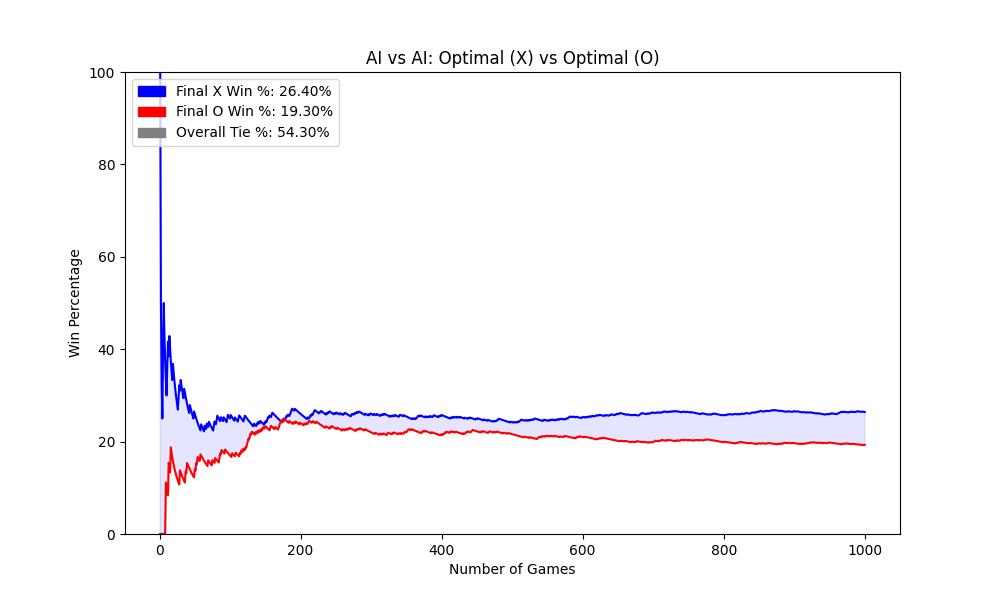 AI vs AI: Optimal (X) vs Optimal (O)
Final X Win %: 26.40%
Final O Win %: 19.30%
Overall Tie %: 54.30%
Win Percentage
100
80
60
40
20
0
0 200 400 600 800 1000
Number of Games